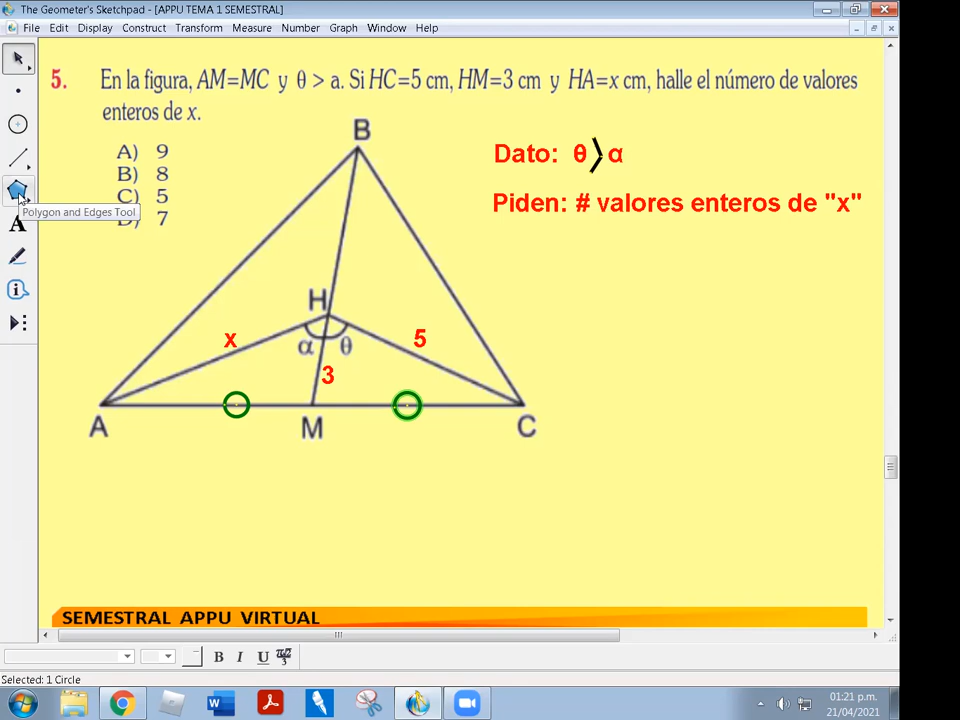 The Geometer's Sketchpad - [APPU TEMA 1 SEMESTRAL]
File Edit Display Construct Transform Measure Number Graph Window Help
5. En la figura, AM=MC y θ > a. Si HC=5 cm, HM=3 cm y HA=x cm, halle el número de valores
enteros de x.
A) 9
B) 8
C) 5
7
Polygon and Edges Tool
A
Dato: θ > α
Piden: # valores enteros de "x"
B
H
x
α θ
5
3
A M C
SEMESTRAL APPU VIRTUAL
B I U
Selected: 1 Circle
01:21 p.m.
21/04/2021